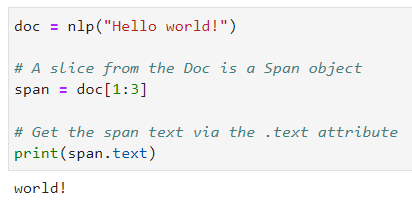 doc = nlp("Hello world!")
# A slice from the Doc is a Span object
span = doc[1:3]
# Get the span text via the .text attribute
print(span.text)
world!